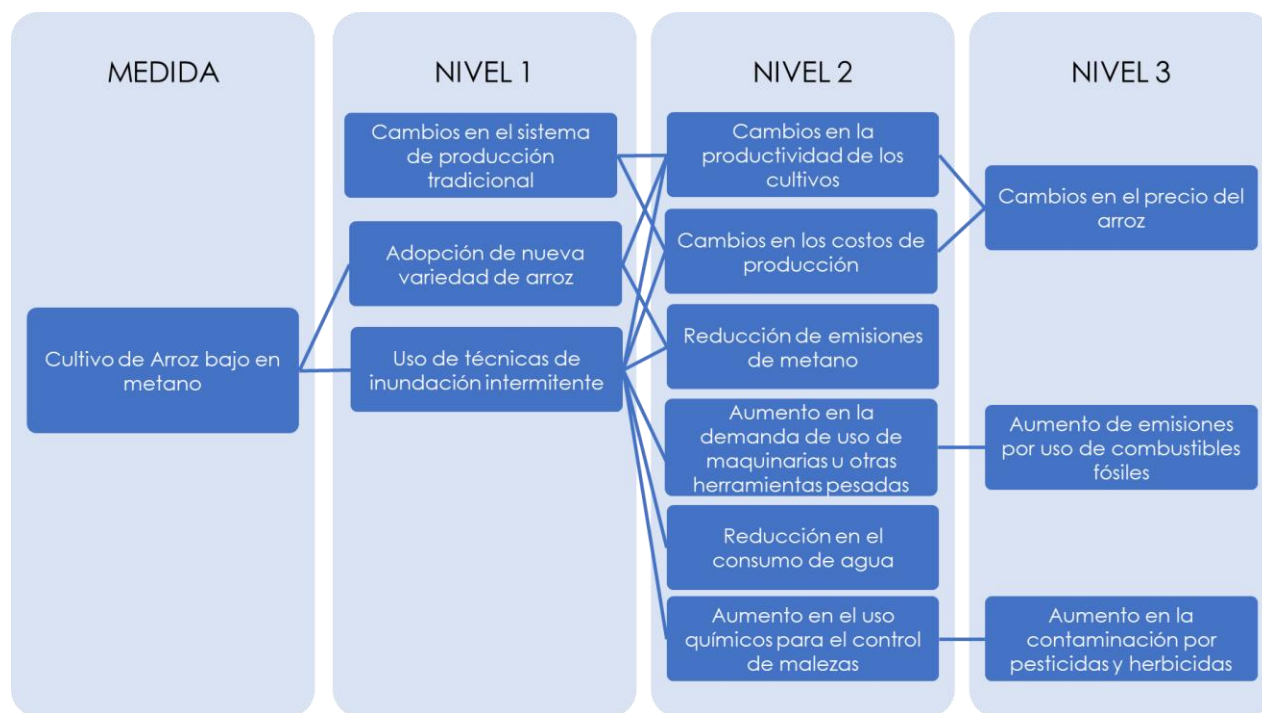 MEDIDA
NIVEL 1
NIVEL 2
NIVEL 3
Cultivo de Arroz bajo en
metano
Cambios en el sistema
de producción
tradicional
Adopción de nueva
variedad de arroz
Uso de técnicas de
inundación intermitente
Cambios en la
productividad de los
cultivos
Cambios en los costos de
producción
Reducción de emisiones
de metano
Aumento en la
demanda de uso de
maquinarias u otras
herramientas pesadas
Reducción en el
consumo de agua
Aumento en el uso
químicos para el control
de malezas
Cambios en el precio del
arroz
Aumento de emisiones
por uso de combustibles
fósiles
Aumento en la
contaminación por
pesticidas y herbicidas